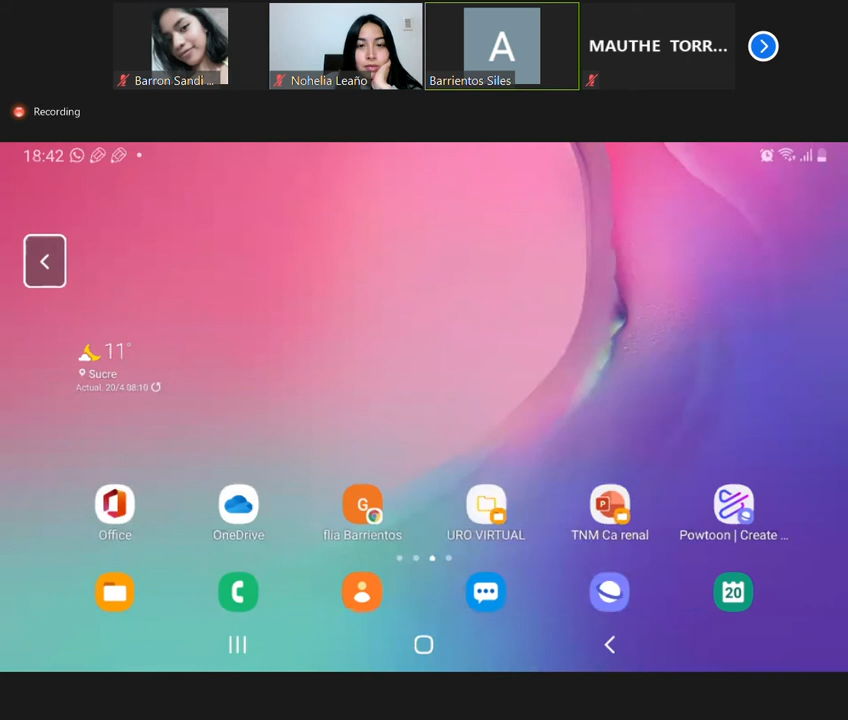 Barron Sandi ...
Nohelia Leaño
A
Barrientos Siles
MAUTHE TORR...
Recording
18:42
11°
Sucre
Actual. 20/4 08:10
Office
OneDrive
G
flia Barrientos
URO VIRTUAL
P
TNM Ca renal
Powtoon | Create ...
20